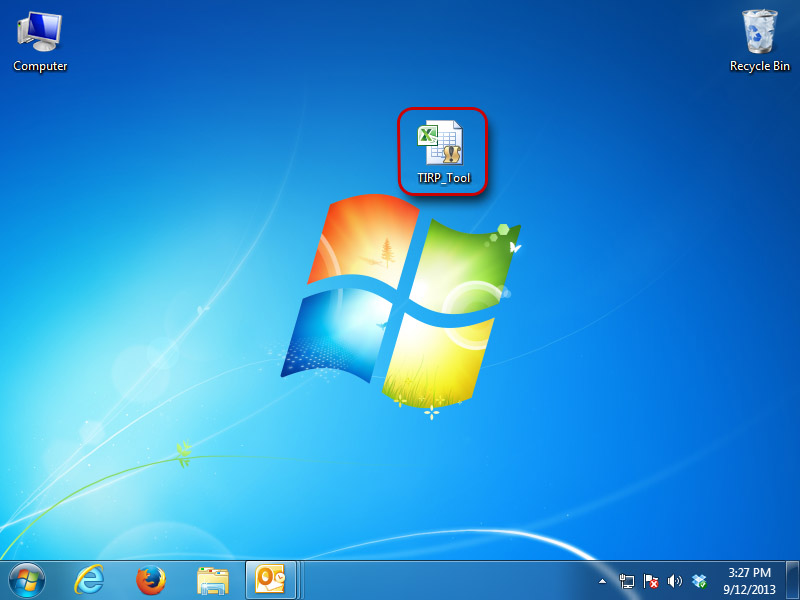 Computer
Recycle Bin
TIRP_Tool
3:27 PM
9/12/2013